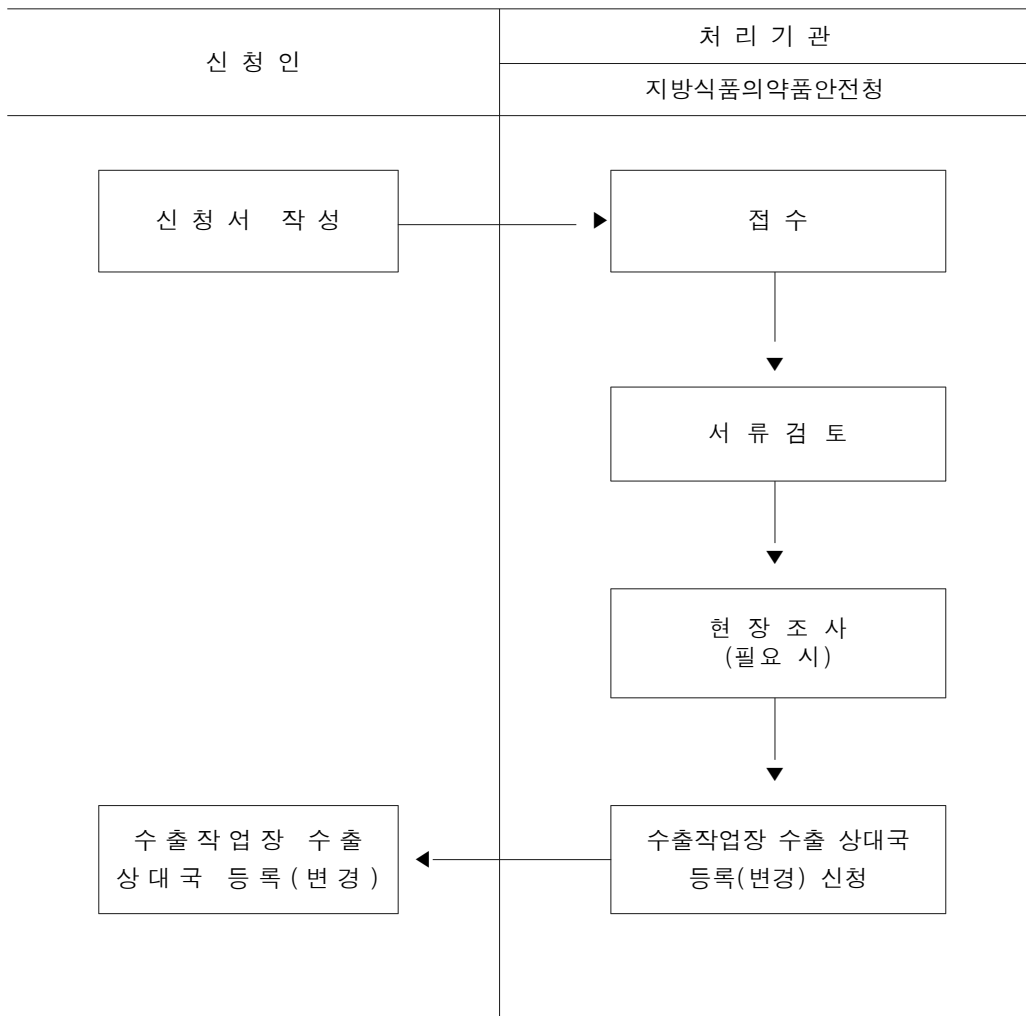 신청인
처리기관
지방식품의약품안전청
신청서 작성
접수
서류검토
현장조사
(필요 시)
수출작업장 수출
상대국 등록(변경)
수출작업장 수출 상대국
등록(변경) 신청